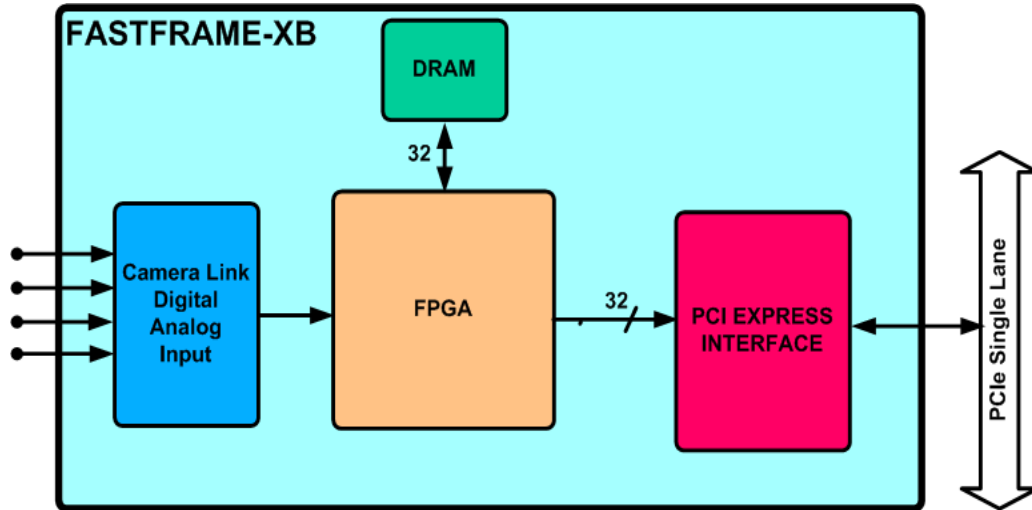 FASTFRAME-XB
DRAM
32
Camera Link
Digital
Analog
Input
FPGA
32
PCI EXPRESS
INTERFACE
PCIe Single Lane